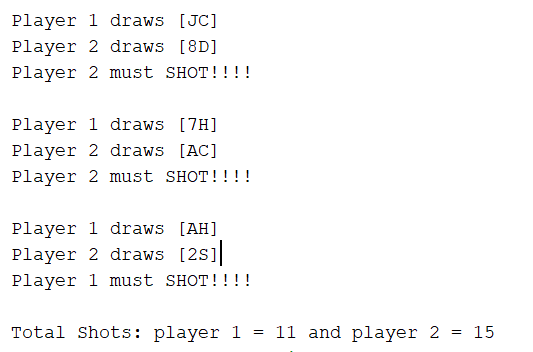 Player 1 draws [JC]
Player 2 draws [8D]
Player 2 must SHOT!!!!
Player 1 draws [7H]
Player 2 draws [AC]
Player 2 must SHOT!!!!
Player 1 draws [AH]
Player 2 draws [2S]
Player 1 must SHOT!!!!
Total Shots: player 1 = 11 and player 2 = 15